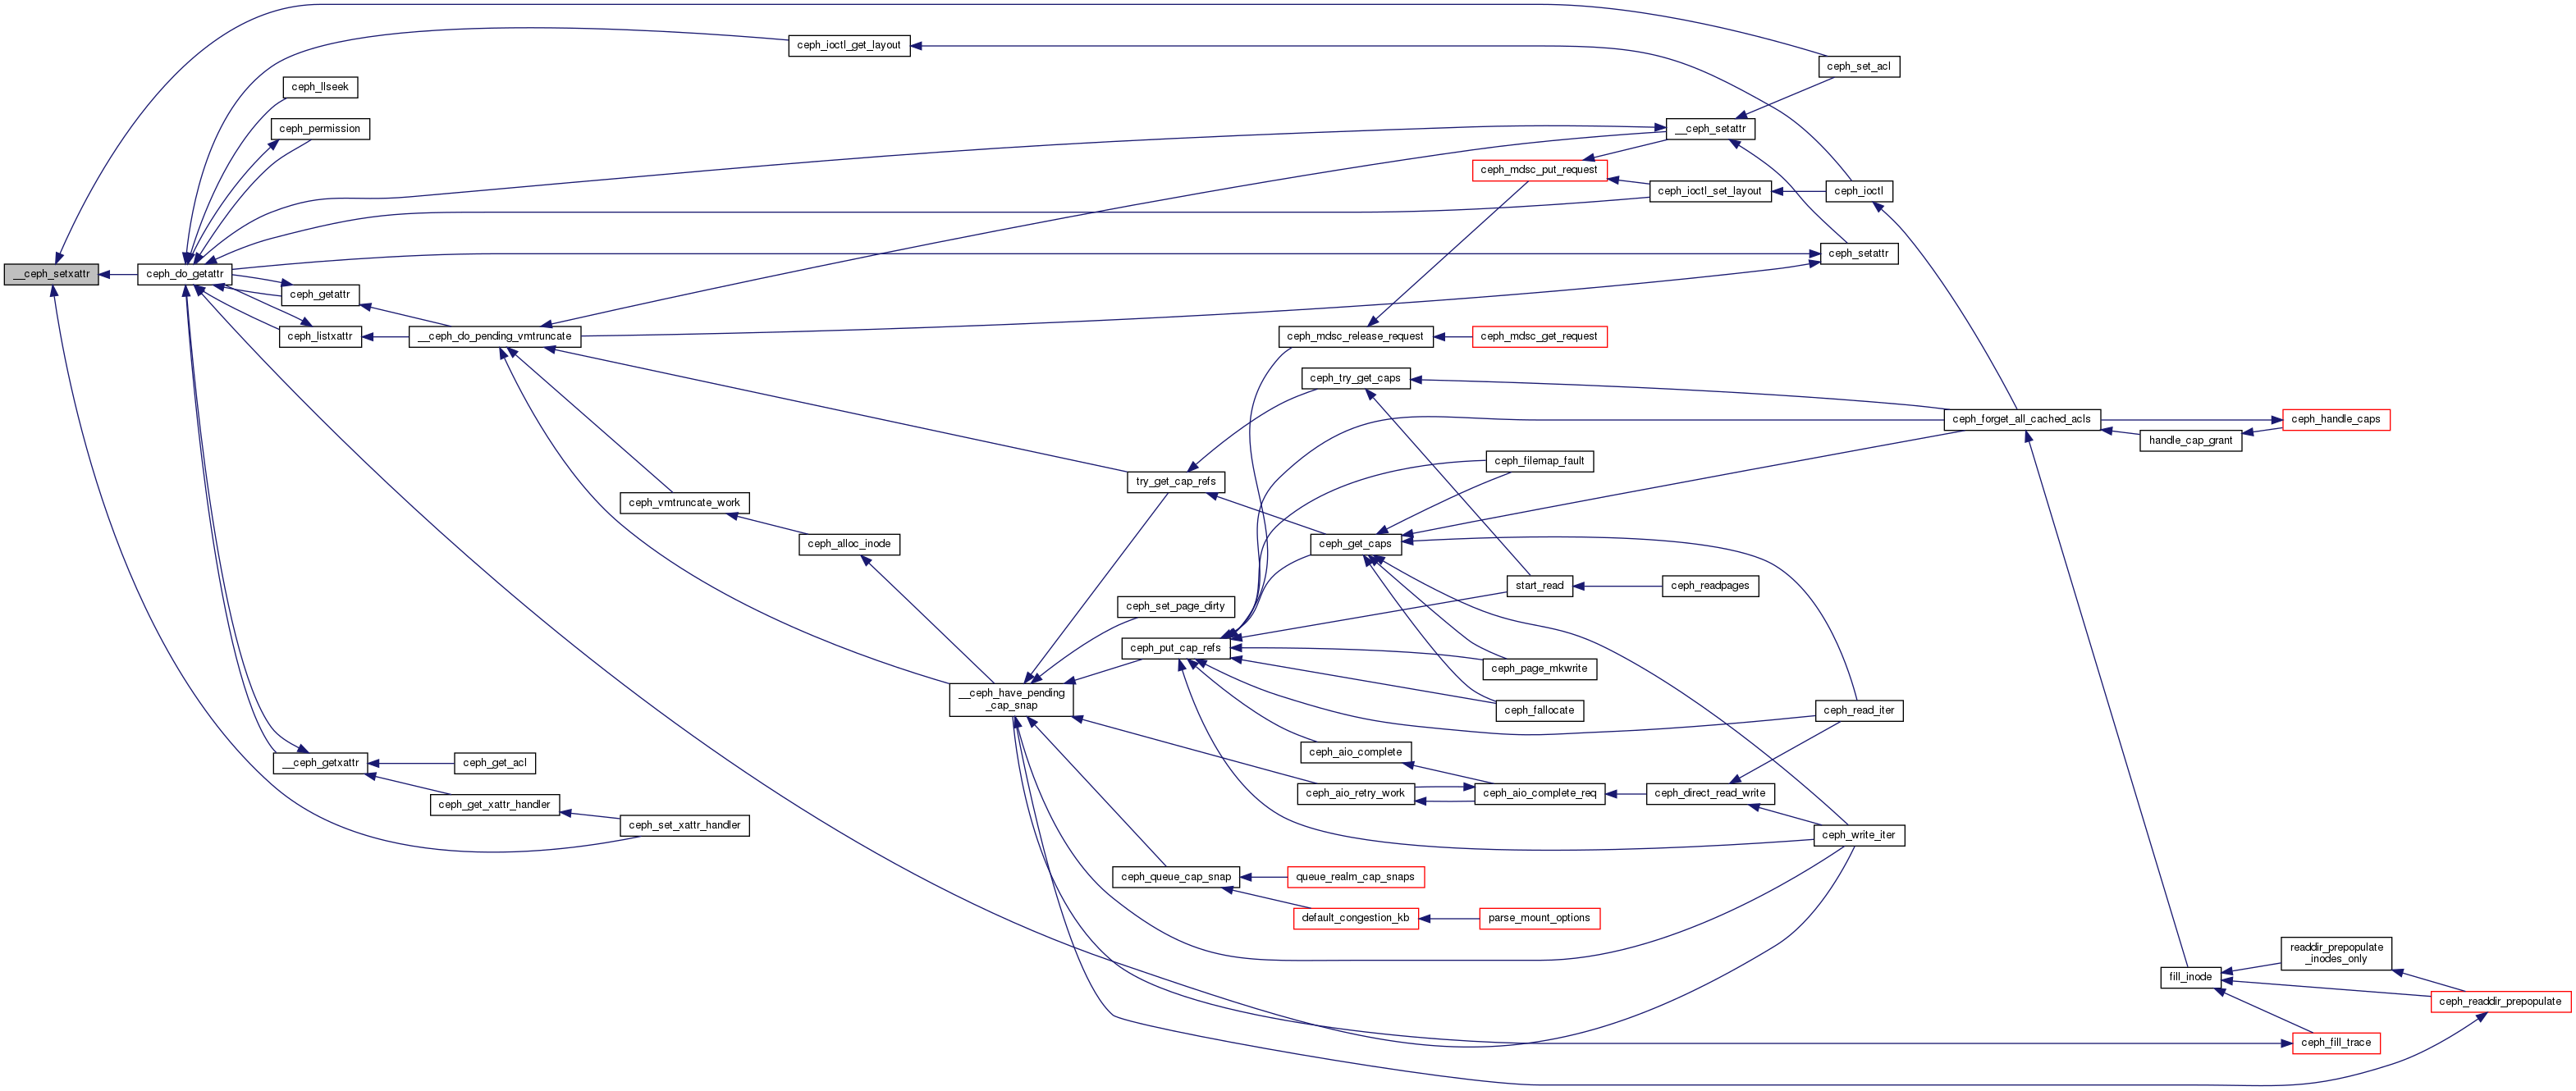 ceph_ioctl_get_layout
ceph_set_acl
ceph_llseek
ceph_permission
__ceph_setattr
ceph_mdsc_put_request
ceph_ioctl_set_layout
ceph_ioctl
ceph_setattr
__ceph_setxattr
ceph_do_getattr
ceph_getattr
ceph_listxattr
__ceph_do_pending_vmtruncate
ceph_mdsc_release_request
ceph_mdsc_get_request
ceph_try_get_caps
ceph_forget_all_cached_acls
ceph_handle_caps
handle_cap_grant
ceph_filemap_fault
try_get_cap_refs
ceph_vmtruncate_work
ceph_alloc_inode
ceph_get_caps
start_read
ceph_readpages
ceph_set_page_dirty
ceph_put_cap_refs
ceph_page_mkwrite
__ceph_have_pending
_cap_snap
ceph_fallocate
ceph_read_iter
ceph_aio_complete
__ceph_getxattr
ceph_get_acl
ceph_aio_retry_work
ceph_aio_complete_req
ceph_direct_read_write
ceph_get_xattr_handler
ceph_set_xattr_handler
ceph_write_iter
ceph_queue_cap_snap
queue_realm_cap_snaps
default_congestion_kb
parse_mount_options
readdir_prepopulate
_inodes_only
fill_inode
ceph_readdir_prepopulate
ceph_fill_trace